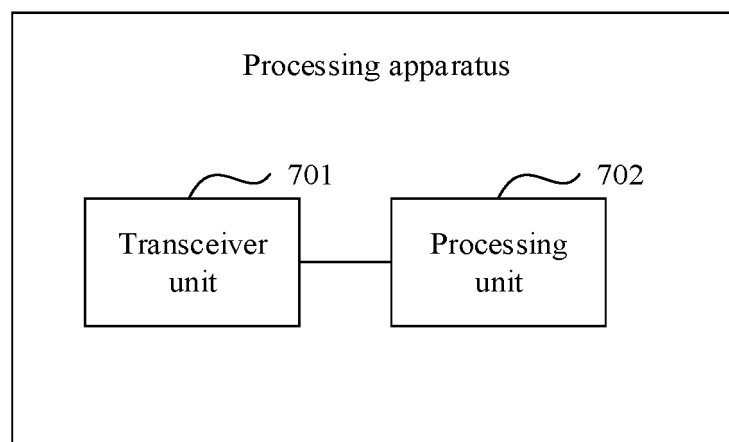 Processing apparatus
701
702
Transceiver
unit
Processing
unit